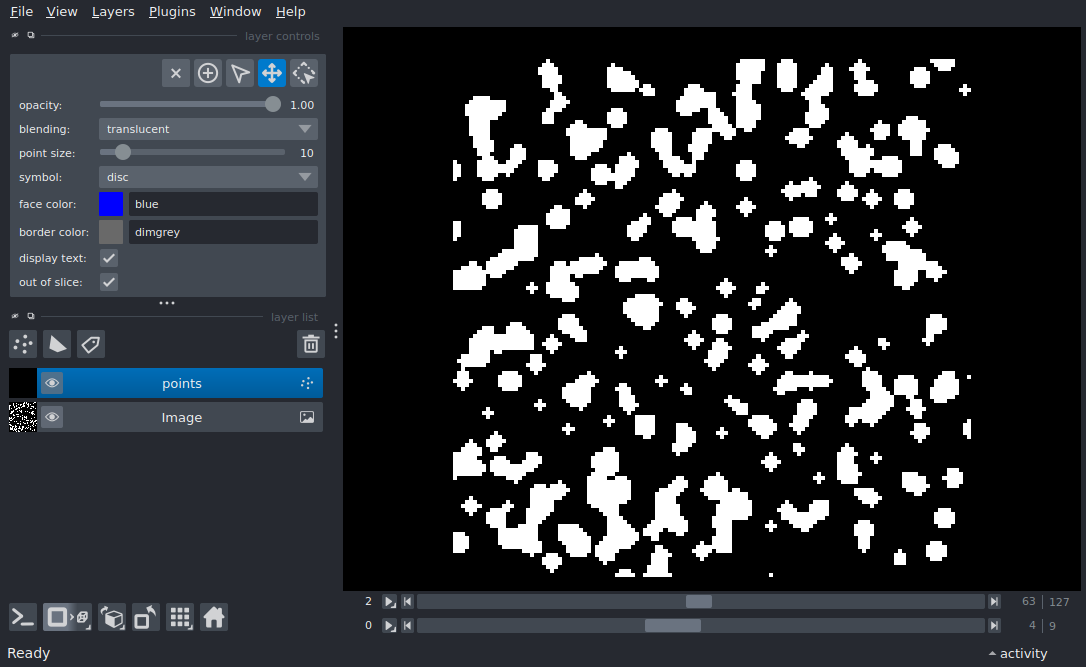 File View Layers Plugins Window Help
layer controls
opacity: 1.00
blending: translucent
point size: 10
symbol: disc
face color: blue
border color: dimgrey
display text:
out of slice:
layer list
points
Image
2 63 | 127
0 4 | 9
Ready activity